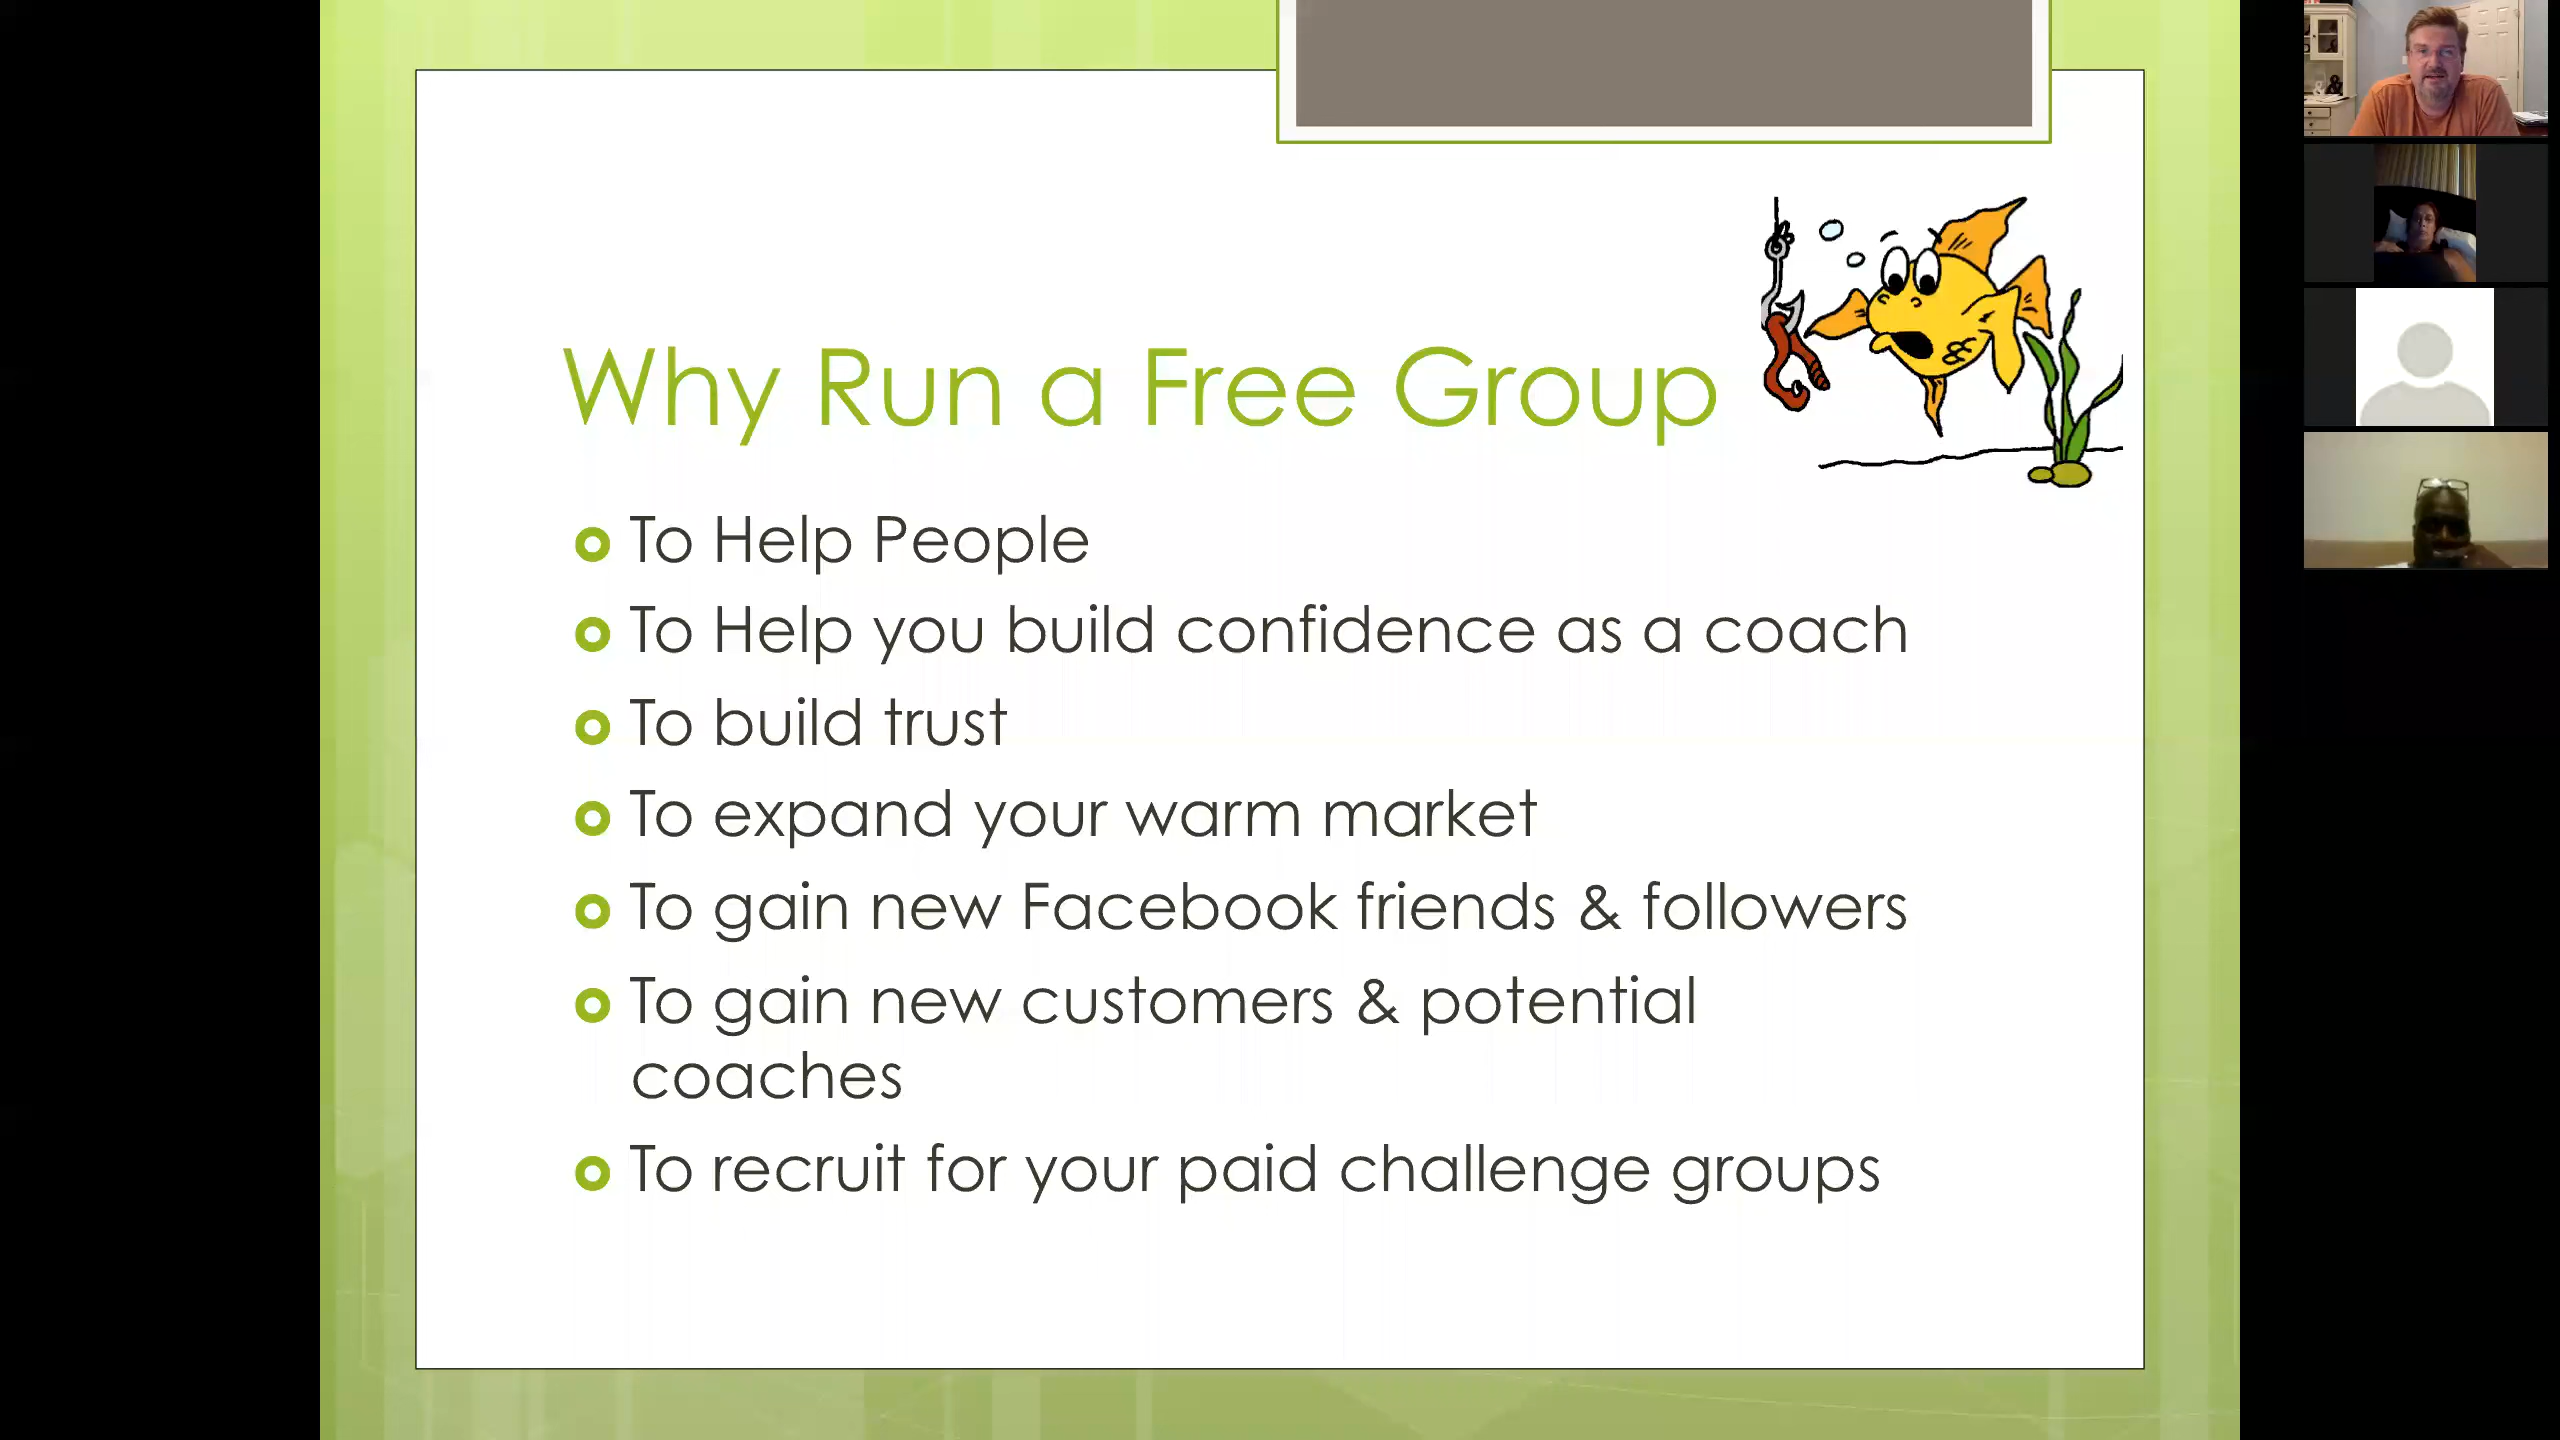 Why Run a Free Group
To Help People
To Help you build confidence as a coach
To build trust
To expand your warm market
To gain new Facebook friends & followers
To gain new customers & potential
coaches
To recruit for your paid challenge groups